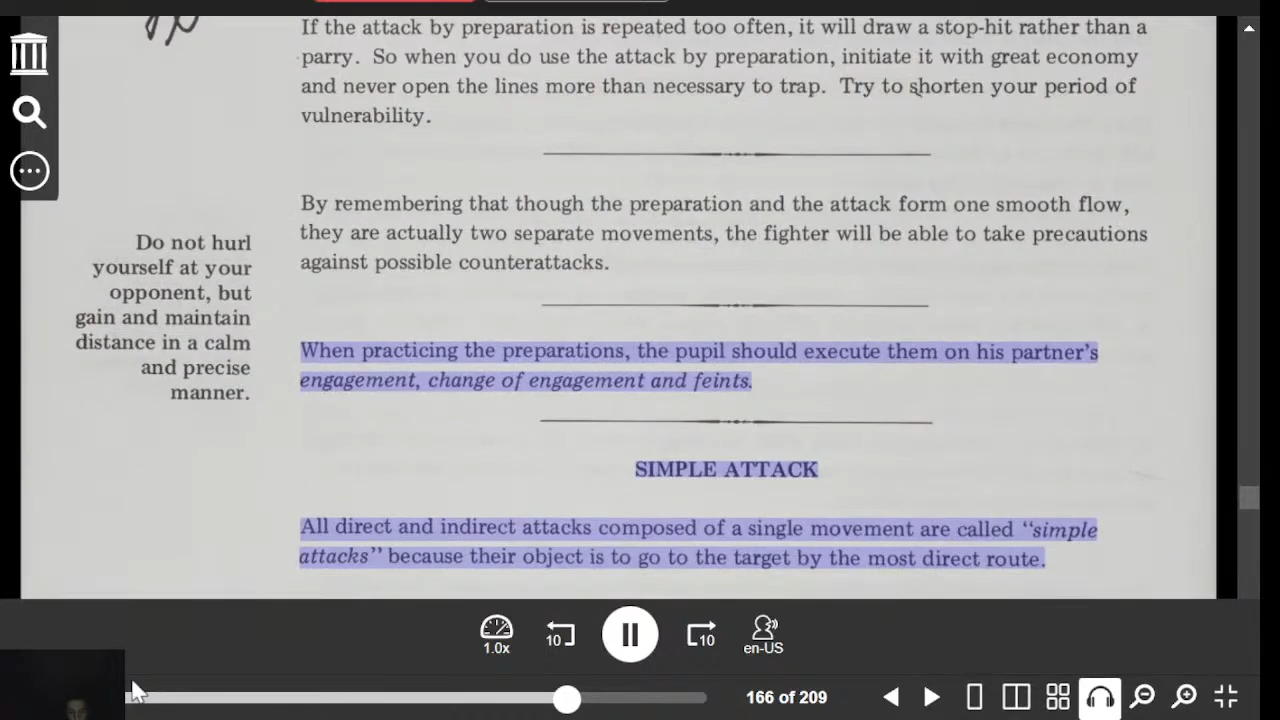 If the attack by preparation is repeated too often, it will draw a stop-hit rather than a
parry. So when you do use the attack by preparation, initiate it with great economy
and never open the lines more than necessary to trap. Try to shorten your period of
vulnerability.
By remembering that though the preparation and the attack form one smooth flow,
they are actually two separate movements, the fighter will be able to take precautions
against possible counterattacks.
Do not hurl
yourself at your
opponent, but
gain and maintain
distance in a calm
and precise
manner.
When practicing the preparations, the pupil should execute them on his partner's
engagement, change of engagement and feints.
SIMPLE ATTACK
All direct and indirect attacks composed of a single movement are called "simple
attacks" because their object is to go to the target by the most direct route.
1.0x
10
10
en-US
166 of 209